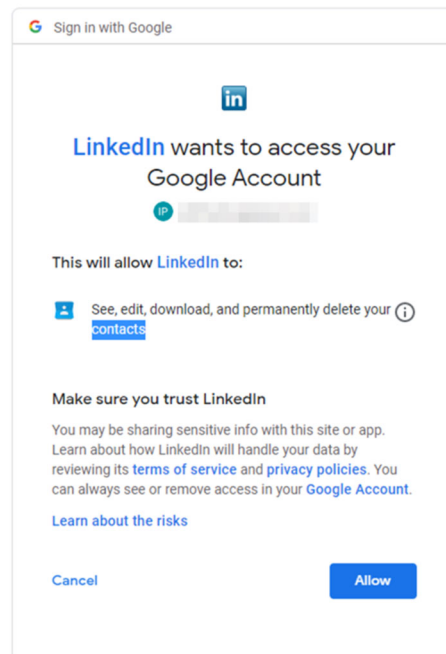 Sign in with Google
in
LinkedIn wants to access your
Google Account
IP
This will allow LinkedIn to:
See, edit, download, and permanently delete your
contacts
Make sure you trust LinkedIn
You may be sharing sensitive info with this site or app.
Learn about how LinkedIn will handle your data by
reviewing its terms of service and privacy policies. You
can always see or remove access in your Google Account.
Learn about the risks
Cancel
Allow